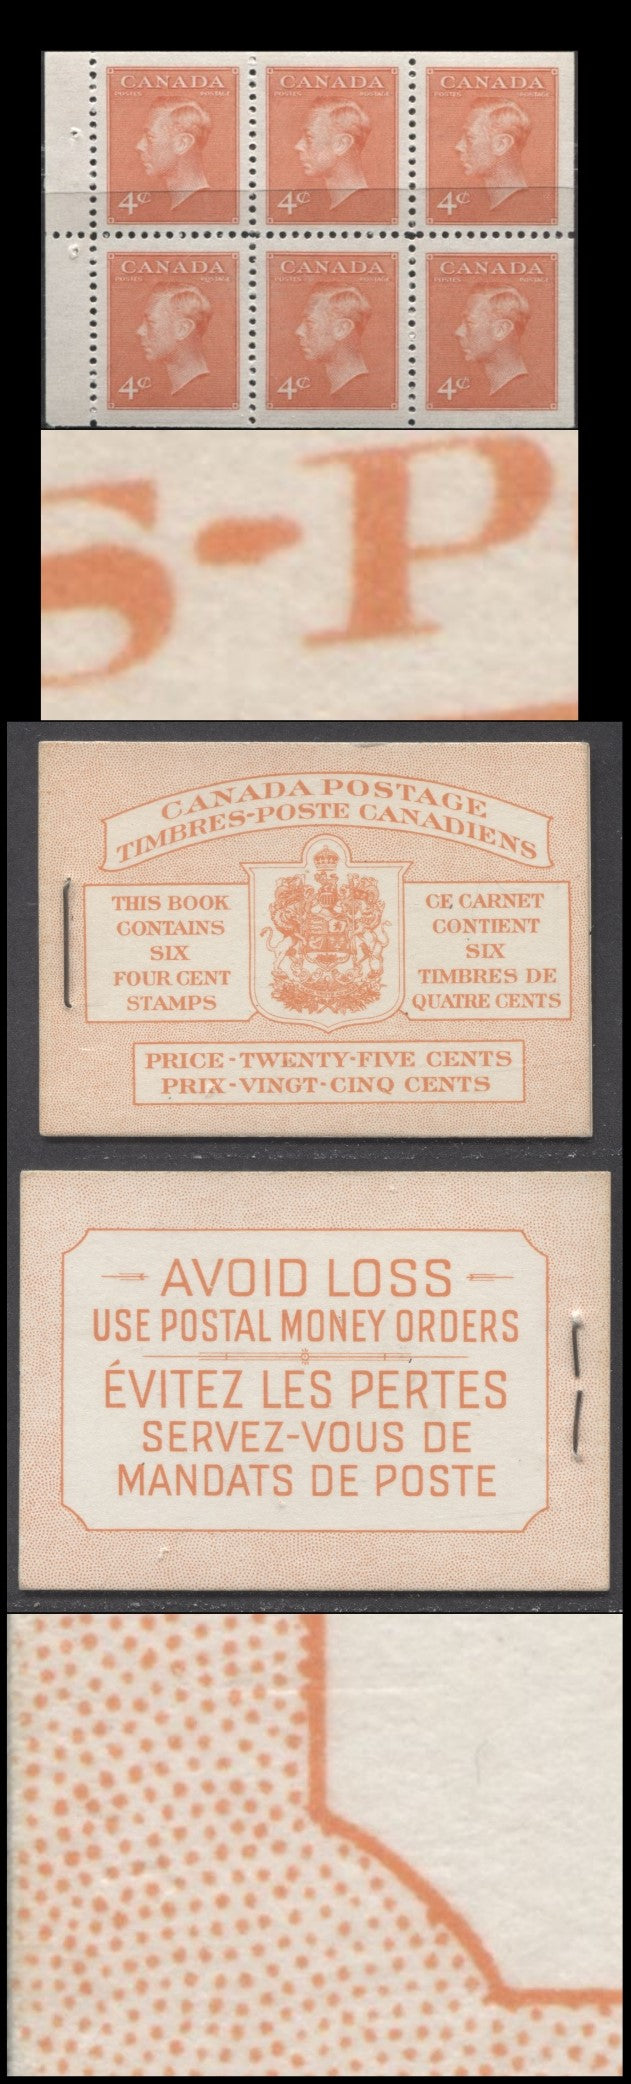 CANADA CANADA CANADA
POSTES POSTAGE POSTES POSTAGE POSTES POSTAGE
4¢ 4¢ 4¢
CANADA CANADA CANADA
POSTES POSTAGE POSTES POSTAGE POSTES POSTAGE
4¢ 4¢ 4¢
S-P
CANADA POSTAGE
TIMBRES-POSTE CANADIENS
THIS BOOK
CONTAINS
SIX
FOUR CENT
STAMPS
CE CARNET
CONTIENT
SIX
TIMBRES DE
QUATRE CENTS
PRICE-TWENTY-FIVE CENTS
PRIX-VINGT-CINQ CENTS
AVOID LOSS
USE POSTAL MONEY ORDERS
ÉVITEZ LES PERTES
SERVEZ-VOUS DE
MANDATS DE POSTE